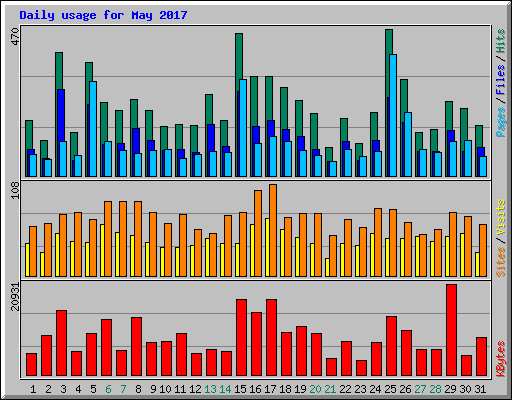 Daily usage for May 2017
470
Pages / Files / Hits
108
Sites / Visits
20931
KBytes
1 2 3 4 5 6 7 8 9 10 11 12 13 14 15 16 17 18 19 20 21 22 23 24 25 26 27 28 29 30 31